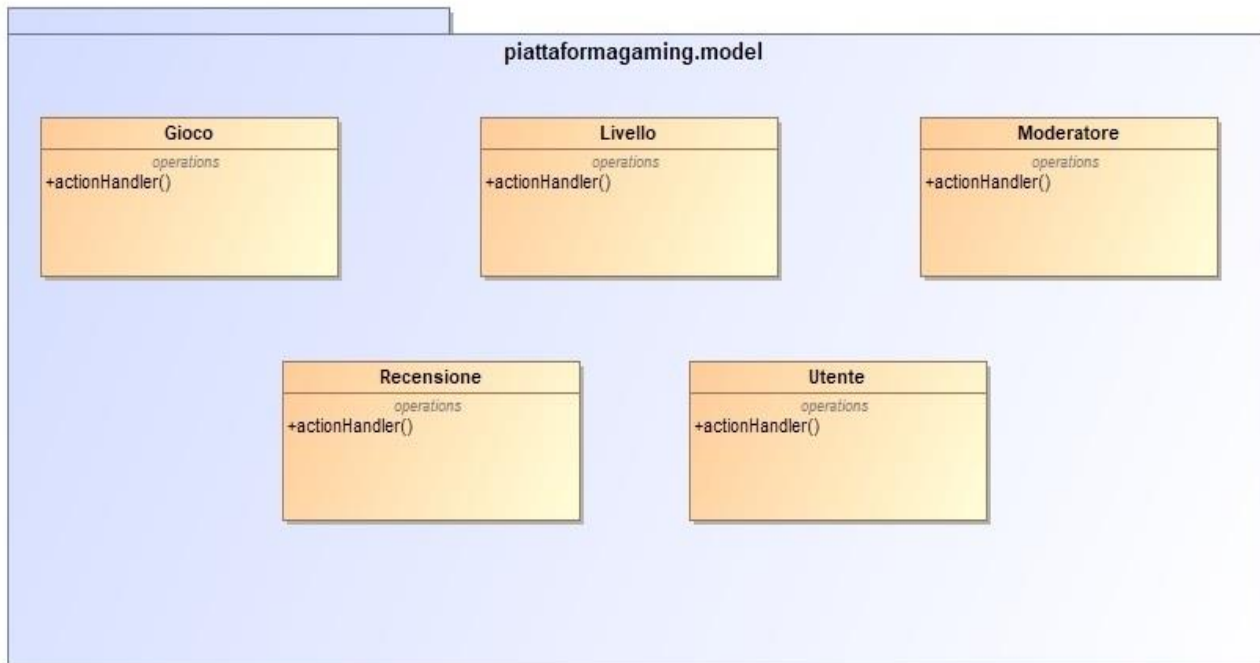 piattaformagaming.model
Gioco
operations
+actionHandler()
Livello
operations
+actionHandler()
Moderatore
operations
+actionHandler()
Recensione
operations
+actionHandler()
Utente
operations
+actionHandler()